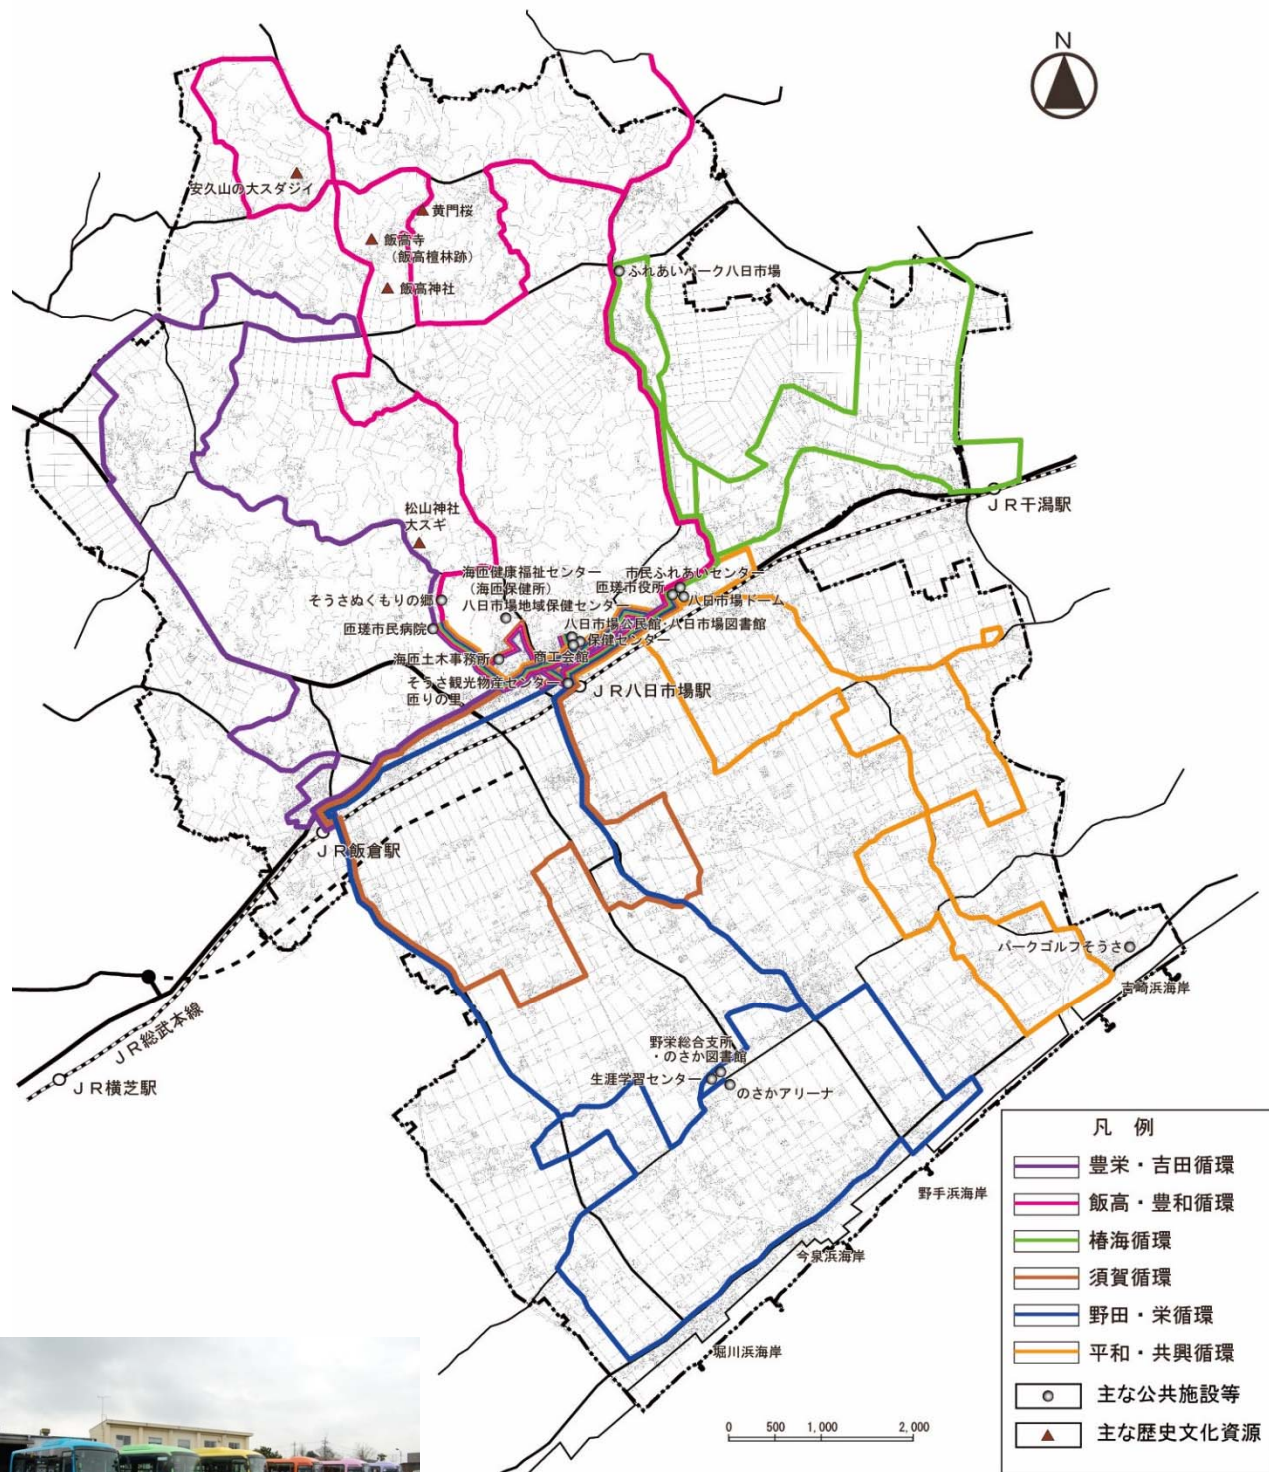 N
安久山の大スダジイ
黄門桜
飯高寺
(飯高檀林跡)
ふれあいパーク八日市場
飯高神社
松山神社
大スギ
JR干潟駅
海匝健康福祉センター
(海匝保健所)
市民ふれあいセンター
匝瑳市役所
そうさぬくもりの郷
八日市場地域保健センター
八日市場ドーム
匝瑳市民病院
八日市場公民館・八日市場図書館
保健センター
海匝土木事務所
商工会館
そうさ観光物産センター
匝りの里
JR八日市場駅
JR飯倉駅
パークゴルフそうさ
吉崎浜海岸
JR総武本線
野栄総合支所
・のさか図書館
JR横芝駅
生涯学習センター
のさかアリーナ
野手浜海岸
今泉浜海岸
堀川浜海岸
凡 例
豊栄・吉田循環
飯高・豊和循環
椿海循環
須賀循環
野田・栄循環
平和・共興循環
主な公共施設等
主な歴史文化資源
0 500 1,000 2,000